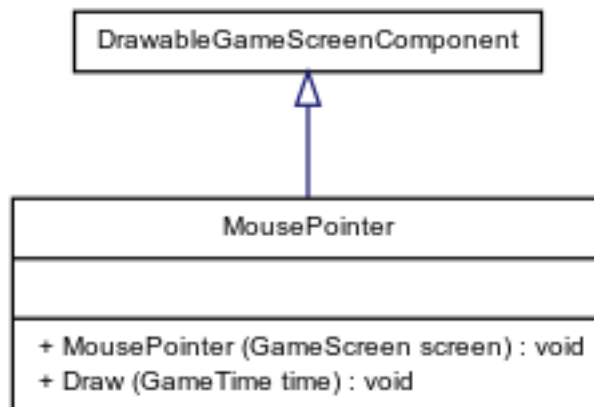 DrawableGameScreenComponent
MousePointer
+ MousePointer (GameScreen screen) : void
+ Draw (GameTime time) : void